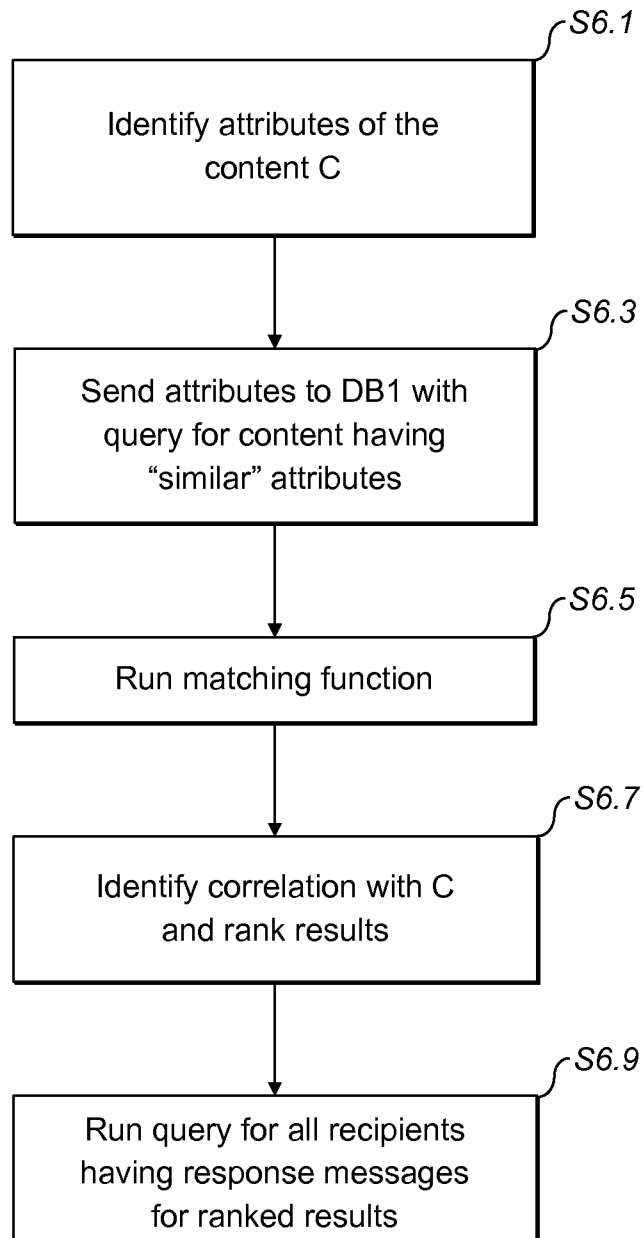 S6.1
Identify attributes of the
content C
S6.3
Send attributes to DB1 with
query for content having
“similar” attributes
S6.5
Run matching function
S6.7
Identify correlation with C
and rank results
S6.9
Run query for all recipients
having response messages
for ranked results